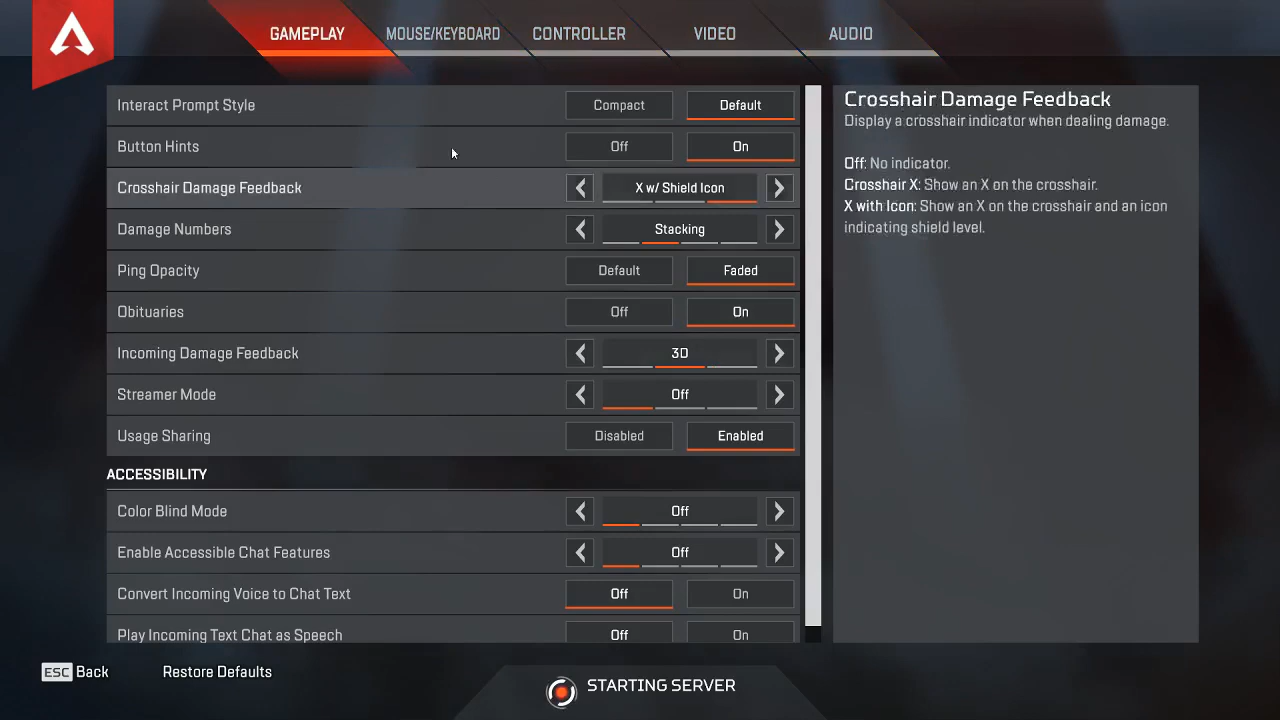 GAMEPLAY MOUSE/KEYBOARD CONTROLLER VIDEO AUDIO
Interact Prompt Style Compact Default
Button Hints Off On
Crosshair Damage Feedback X w/ Shield Icon
Damage Numbers Stacking
Ping Opacity Default Faded
Obituaries Off On
Incoming Damage Feedback 3D
Streamer Mode Off
Usage Sharing Disabled Enabled
ACCESSIBILITY
Color Blind Mode Off
Enable Accessible Chat Features Off
Convert Incoming Voice to Chat Text Off On
Play Incoming Text Chat as Speech Off On
Crosshair Damage Feedback
Display a crosshair indicator when dealing damage.
Off: No indicator.
Crosshair X: Show an X on the crosshair.
X with Icon: Show an X on the crosshair and an icon
indicating shield level.
ESC Back Restore Defaults
STARTING SERVER